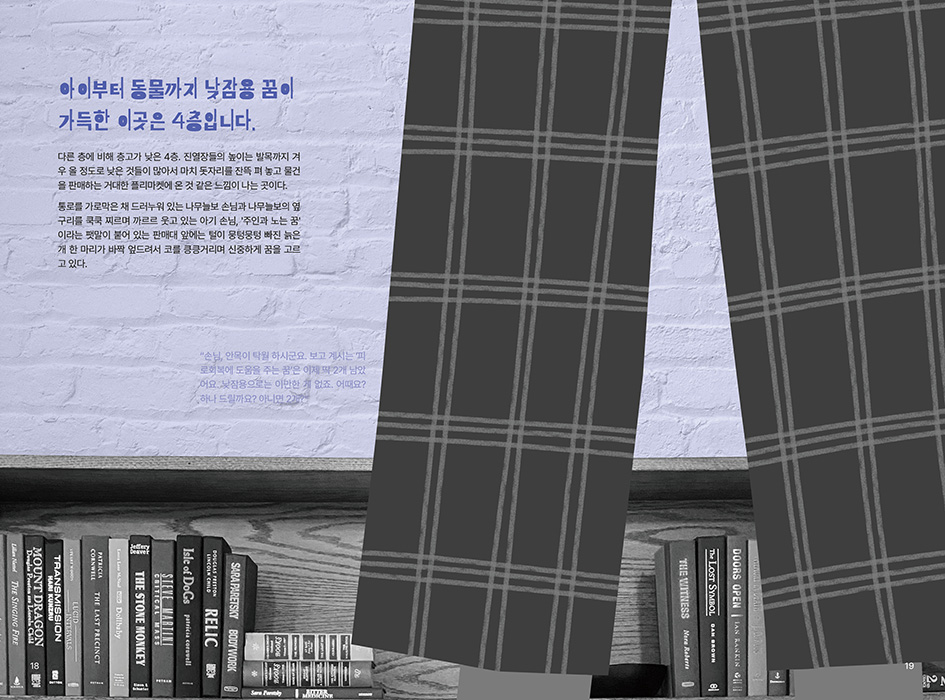 아이부터 동물까지 낮잠용 꿈이
가득한 이곳은 4층입니다.
다른 층에 비해 층고가 낮은 4층. 진열장들의 높이는 발목까지 겨
우 올 정도로 낮은 것들이 많아서 마치 돗자리를 잔뜩 펴 놓고 물건
을 판매하는 거대한 플리마켓에 온 것 같은 느낌이 나는 곳이다.
통로를 가로막은 채 드러누워 있는 나무늘보 손님과 나무늘보의 옆
구리를 쿡쿡 찌르며 까르르 웃고 있는 아기 손님, '주인과 노는 꿈'
이라는 팻말이 붙어 있는 판매대 앞에는 털이 뭉텅뭉텅 빠진 늙은
개 한 마리가 바짝 엎드려서 코를 킁킁거리며 신중하게 꿈을 고르
고 있다.
"손님, 안목이 탁월 하시군요. 보고 계시는 '피
로회복에 도움을 주는 꿈'은 이제 딱 2개 남았
어요. 낮잠용으로는 이만한 게 없죠. 어때요?
하나 드릴까요? 아니면 2개?"
THE SINGING FIRE
MOUNT DRAGON
Douglas Preston and Lincoln Child
TRANSMISSION
HARI KUNZRU
PATRICIA CORNWELL
THE LAST PRECINCT
Dollbaby
Jeffery Deaver
THE STONE MONKEY
STEVE MARTINI
CRITICAL MASS
Isle of DoGs
patricia cornwell
DOUGLAS PRESTON
LINCOLN CHILD
RELIC
SARA PARETSKY
BODY WORK
Proof
Proof
Sara Paretsky
BITTER MEDICINE
THE WITNESS
Nora Roberts
THE LOST SYMBOL
DAN BROWN
DOORS OPEN
IAN RANKIN
18
19